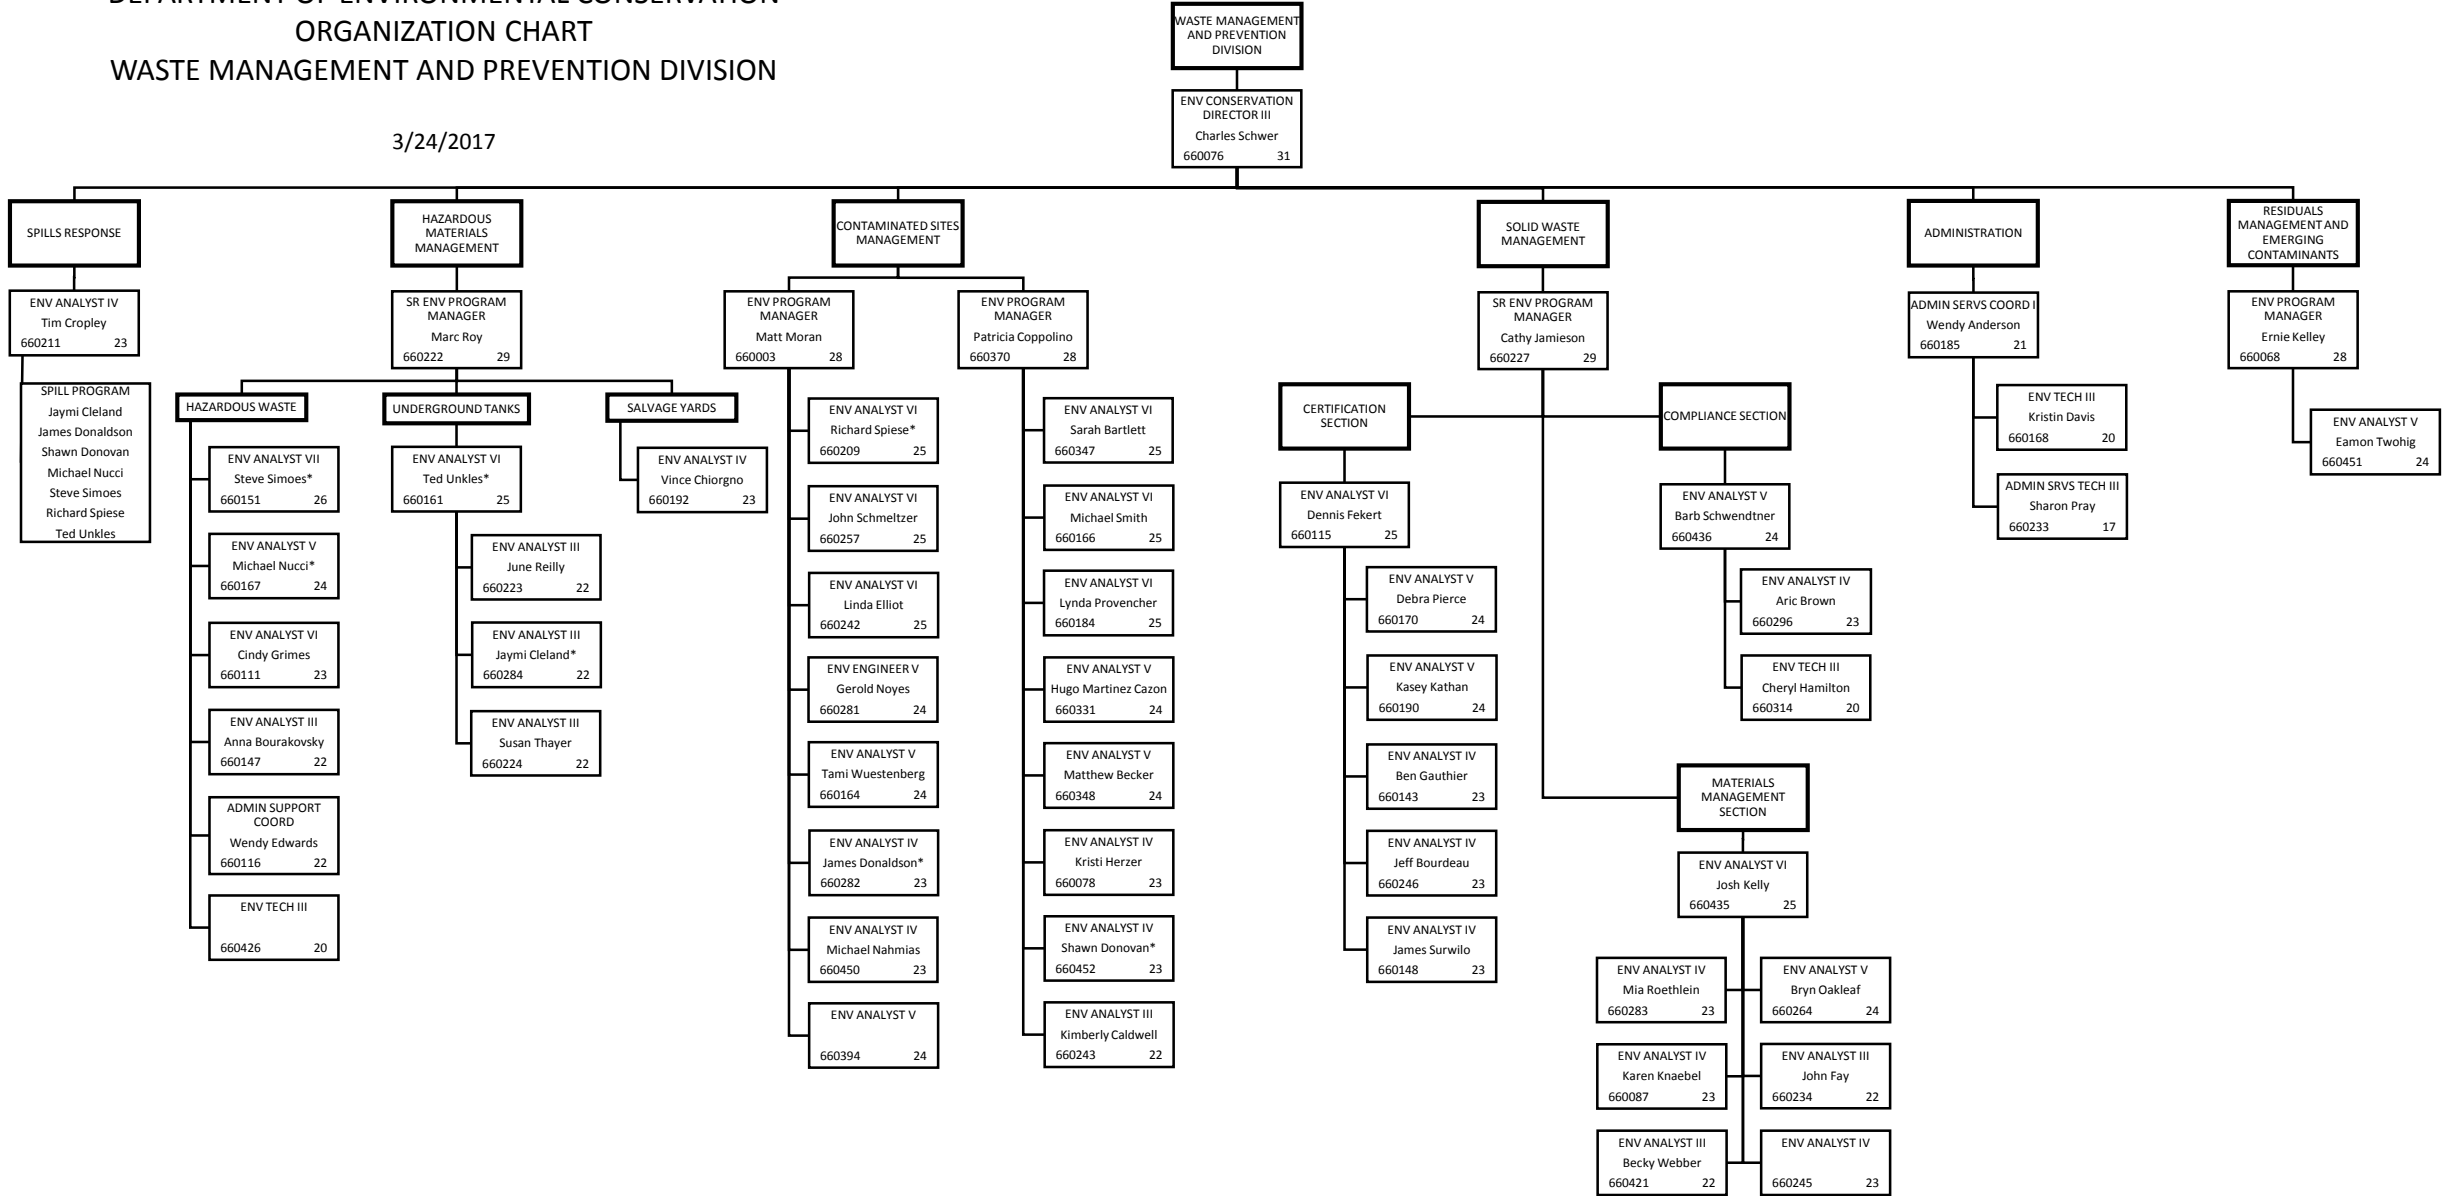 DEPARTMENT OF ENVIRONMENTAL CONSERVATION
ORGANIZATION CHART
WASTE MANAGEMENT AND PREVENTION DIVISION
3/24/2017
WASTE MANAGEMENT
AND PREVENTION
DIVISION
ENV CONSERVATION
DIRECTOR III
Charles Schwer
660076 31
SPILLS RESPONSE
ENV ANALYST IV
Tim Cropley
660211 23
SPILL PROGRAM
Jaymi Cleland
James Donaldson
Shawn Donovan
Michael Nucci
Steve Simoes
Richard Spiese
Ted Unkles
HAZARDOUS
MATERIALS
MANAGEMENT
SR ENV PROGRAM
MANAGER
Marc Roy
660222 29
HAZARDOUS WASTE
ENV ANALYST VII
Steve Simoes*
660151 26
ENV ANALYST V
Michael Nucci*
660167 24
ENV ANALYST VI
Cindy Grimes
660111 23
ENV ANALYST III
Anna Bourakovsky
660147 22
ADMIN SUPPORT
COORD
Wendy Edwards
660116 22
ENV TECH III
660426 20
UNDERGROUND TANKS
ENV ANALYST VI
Ted Unkles*
660161 25
ENV ANALYST III
June Reilly
660223 22
ENV ANALYST III
Jaymi Cleland*
660284 22
ENV ANALYST III
Susan Thayer
660224 22
SALVAGE YARDS
ENV ANALYST IV
Vince Chiorgno
660192 23
CONTAMINATED SITES
MANAGEMENT
ENV PROGRAM
MANAGER
Matt Moran
660003 28
ENV ANALYST VI
Richard Spiese*
660209 25
ENV ANALYST VI
John Schmeltzer
660257 25
ENV ANALYST VI
Linda Elliot
660242 25
ENV ENGINEER V
Gerold Noyes
660281 24
ENV ANALYST V
Tami Wuestenberg
660164 24
ENV ANALYST IV
James Donaldson*
660282 23
ENV ANALYST IV
Michael Nahmias
660450 23
ENV ANALYST V
660394 24
ENV PROGRAM
MANAGER
Patricia Coppolino
660370 28
ENV ANALYST VI
Sarah Bartlett
660347 25
ENV ANALYST VI
Michael Smith
660166 25
ENV ANALYST VI
Lynda Provencher
660184 25
ENV ANALYST V
Hugo Martinez Cazon
660331 24
ENV ANALYST V
Matthew Becker
660348 24
ENV ANALYST IV
Kristi Herzer
660078 23
ENV ANALYST IV
Shawn Donovan*
660452 23
ENV ANALYST III
Kimberly Caldwell
660243 22
SOLID WASTE
MANAGEMENT
SR ENV PROGRAM
MANAGER
Cathy Jamieson
660227 29
CERTIFICATION
SECTION
ENV ANALYST VI
Dennis Fekert
660115 25
ENV ANALYST V
Debra Pierce
660170 24
ENV ANALYST V
Kasey Kathan
660190 24
ENV ANALYST IV
Ben Gauthier
660143 23
ENV ANALYST IV
Jeff Bourdeau
660246 23
ENV ANALYST IV
James Surwilo
660148 23
COMPLIANCE SECTION
ENV ANALYST V
Barb Schwendtner
660436 24
ENV ANALYST IV
Aric Brown
660296 23
ENV TECH III
Cheryl Hamilton
660314 20
MATERIALS
MANAGEMENT
SECTION
ENV ANALYST VI
Josh Kelly
660435 25
ENV ANALYST IV
Mia Roethlein
660283 23
ENV ANALYST V
Bryn Oakleaf
660264 24
ENV ANALYST IV
Karen Knaebel
660087 23
ENV ANALYST III
John Fay
660234 22
ENV ANALYST III
Becky Webber
660421 22
ENV ANALYST IV
660245 23
ADMINISTRATION
ADMIN SERVS COORD I
Wendy Anderson
660185 21
ENV TECH III
Kristin Davis
660168 20
ADMIN SRVS TECH III
Sharon Pray
660233 17
RESIDUALS
MANAGEMENT AND
EMERGING
CONTAMINANTS
ENV PROGRAM
MANAGER
Ernie Kelley
660068 28
ENV ANALYST V
Eamon Twohig
660451 24